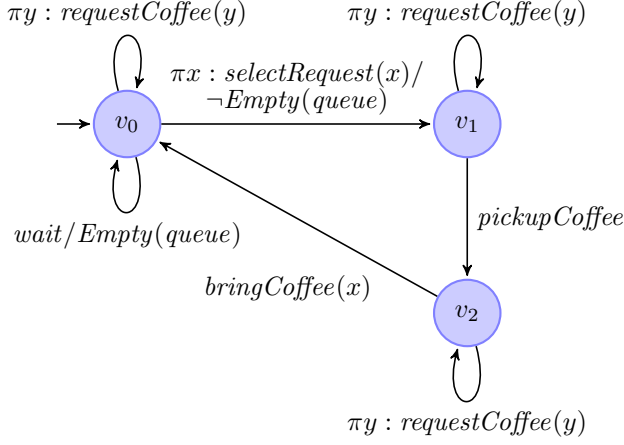 πy : requestCoffee(y)
πy : requestCoffee(y)
πx : selectRequest(x)/
¬Empty(queue)
v₀
v₁
wait/Empty(queue)
pickupCoffee
bringCoffee(x)
v₂
πy : requestCoffee(y)